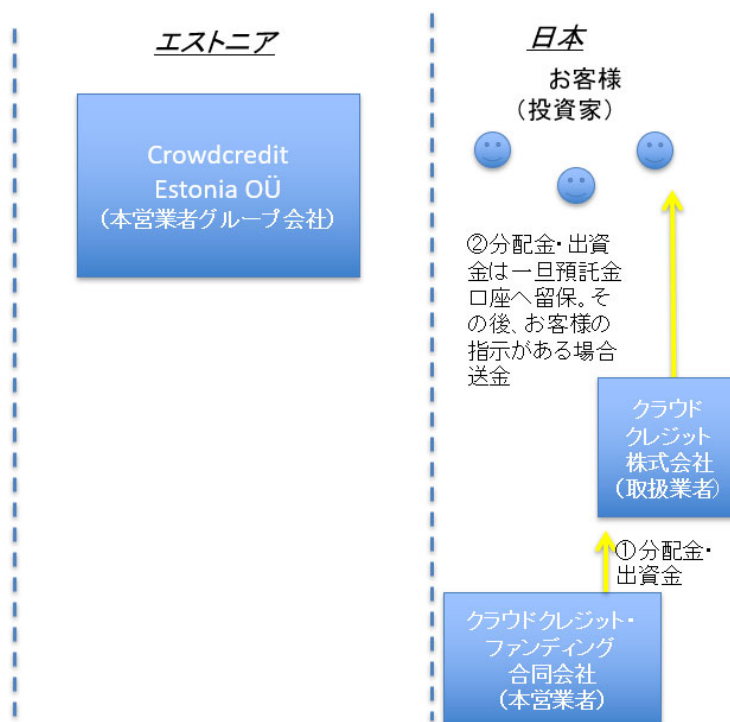 エストニア
Crowdcredit
Estonia OÜ
(本営業者グループ会社)
日本
お客様
(投資家)
②分配金・出資
金は一旦預託金
口座へ留保。そ
の後、お客様の
指示がある場合
送金
クラウド
クレジット
株式会社
(取扱業者)
①分配金・
出資金
クラウドクレジット・
ファンディング
合同会社
(本営業者)